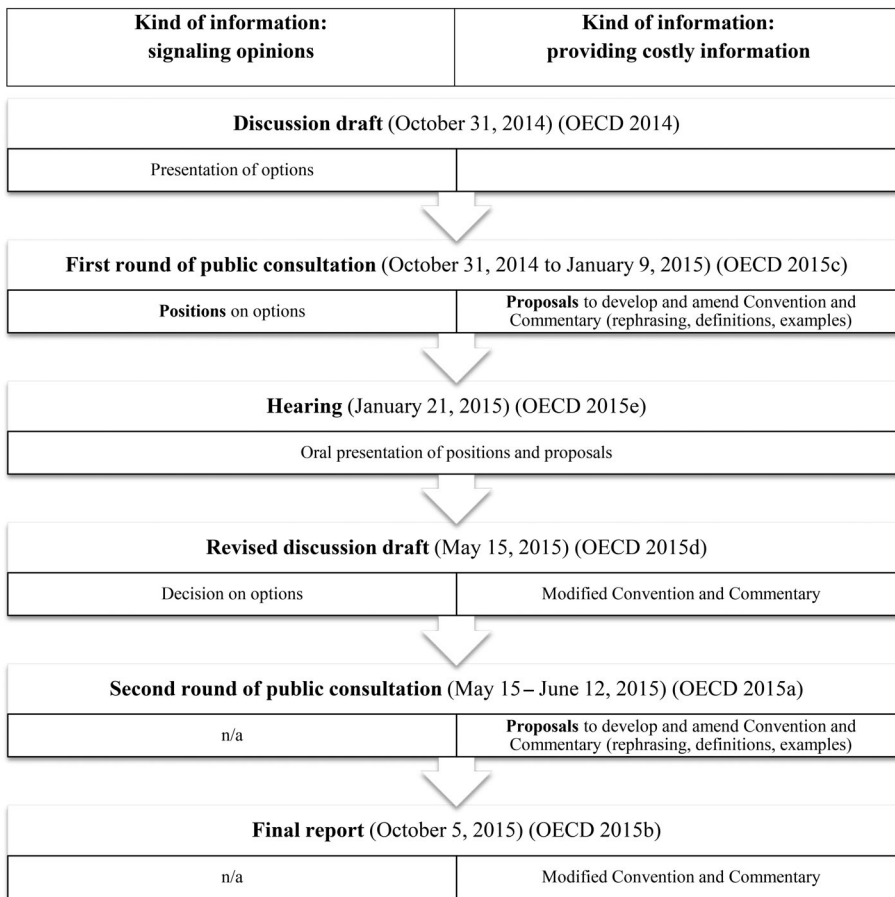 Kind of information:
signaling opinions
Kind of information:
providing costly information
Discussion draft (October 31, 2014) (OECD 2014)
Presentation of options
First round of public consultation (October 31, 2014 to January 9, 2015) (OECD 2015c)
Positions on options
Proposals to develop and amend Convention and
Commentary (rephrasing, definitions, examples)
Hearing (January 21, 2015) (OECD 2015e)
Oral presentation of positions and proposals
Revised discussion draft (May 15, 2015) (OECD 2015d)
Decision on options
Modified Convention and Commentary
Second round of public consultation (May 15– June 12, 2015) (OECD 2015a)
n/a
Proposals to develop and amend Convention and
Commentary (rephrasing, definitions, examples)
Final report (October 5, 2015) (OECD 2015b)
n/a
Modified Convention and Commentary